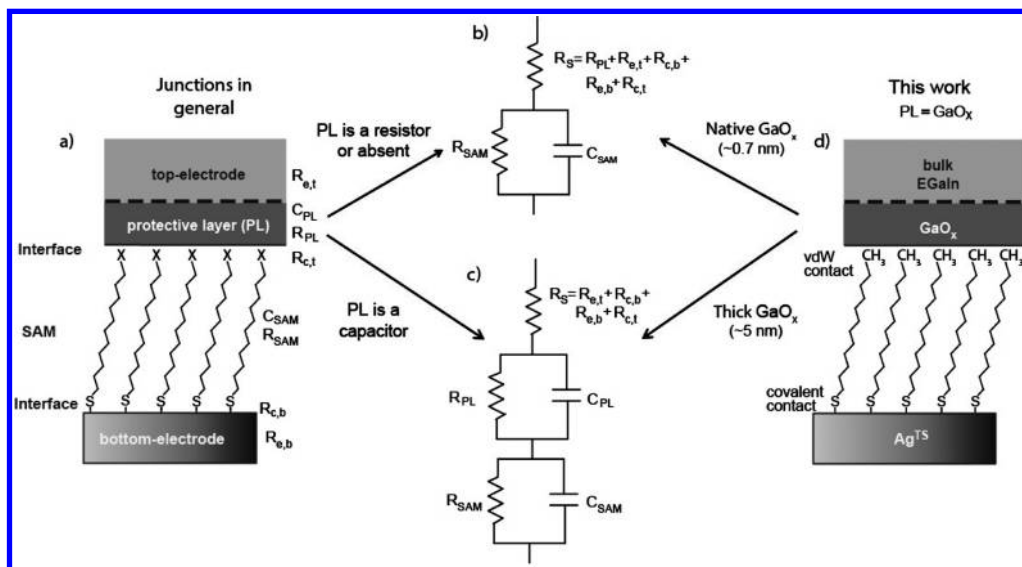 a)
Junctions in
general
top-electrode
protective layer (PL)
Interface
X X X X X
SAM
Interface
S S S S S
bottom-electrode
R_e,t
C_PL
R_PL
R_c,t
C_SAM
R_SAM
R_c,b
R_e,b
PL is a resistor
or absent
PL is a
capacitor
b)
R_S=R_PL+R_e,t+R_c,b+
R_e,b+R_c,t
R_SAM
C_SAM
c)
R_S=R_e,t+R_c,b+
R_e,b+R_c,t
R_PL
C_PL
R_SAM
C_SAM
Native GaO_x
(~0.7 nm)
Thick GaO_x
(~5 nm)
This work
PL = GaO_x
d)
bulk
EGaIn
GaO_x
vdW
contact
CH_3 CH_3 CH_3 CH_3 CH_3
covalent
contact
S S S S S
Ag^TS